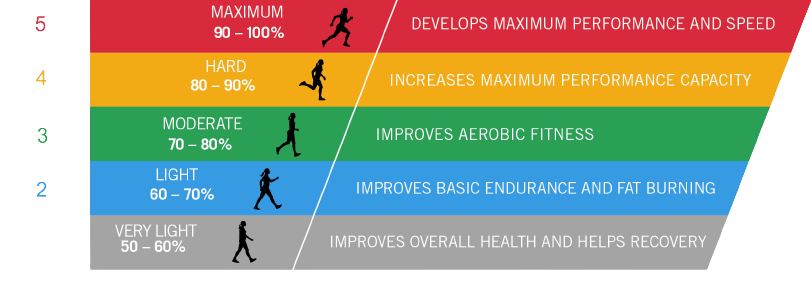 5
MAXIMUM
90 – 100%
DEVELOPS MAXIMUM PERFORMANCE AND SPEED
4
HARD
80 – 90%
INCREASES MAXIMUM PERFORMANCE CAPACITY
3
MODERATE
70 – 80%
IMPROVES AEROBIC FITNESS
2
LIGHT
60 – 70%
IMPROVES BASIC ENDURANCE AND FAT BURNING
VERY LIGHT
50 – 60%
IMPROVES OVERALL HEALTH AND HELPS RECOVERY